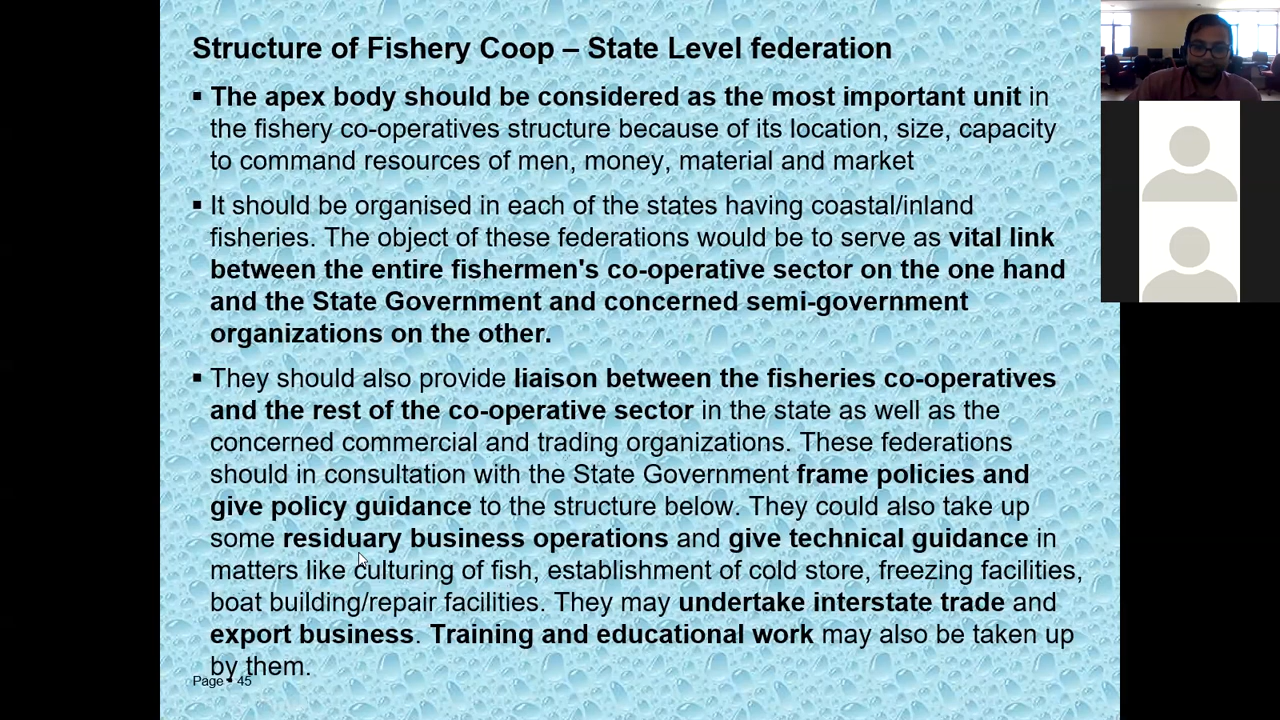 Structure of Fishery Coop – State Level federation
▪ The apex body should be considered as the most important unit in
the fishery co-operatives structure because of its location, size, capacity
to command resources of men, money, material and market
▪ It should be organised in each of the states having coastal/inland
fisheries. The object of these federations would be to serve as vital link
between the entire fishermen's co-operative sector on the one hand
and the State Government and concerned semi-government
organizations on the other.
▪ They should also provide liaison between the fisheries co-operatives
and the rest of the co-operative sector in the state as well as the
concerned commercial and trading organizations. These federations
should in consultation with the State Government frame policies and
give policy guidance to the structure below. They could also take up
some residuary business operations and give technical guidance in
matters like culturing of fish, establishment of cold store, freezing facilities,
boat building/repair facilities. They may undertake interstate trade and
export business. Training and educational work may also be taken up
by them.
Page ▪ 45